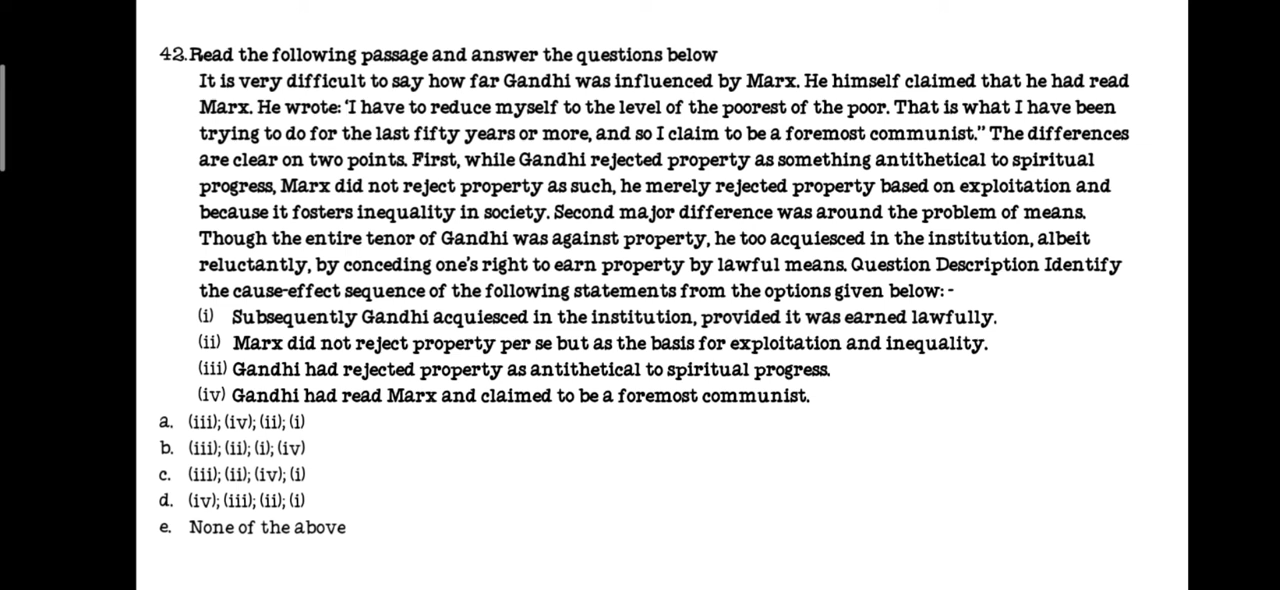 42. Read the following passage and answer the questions below
It is very difficult to say how far Gandhi was influenced by Marx. He himself claimed that he had read
Marx. He wrote: 'I have to reduce myself to the level of the poorest of the poor. That is what I have been
trying to do for the last fifty years or more, and so I claim to be a foremost communist." The differences
are clear on two points. First, while Gandhi rejected property as something antithetical to spiritual
progress, Marx did not reject property as such, he merely rejected property based on exploitation and
because it fosters inequality in society. Second major difference was around the problem of means.
Though the entire tenor of Gandhi was against property, he too acquiesced in the institution, albeit
reluctantly, by conceding one's right to earn property by lawful means. Question Description Identify
the cause-effect sequence of the following statements from the options given below: -
(i) Subsequently Gandhi acquiesced in the institution, provided it was earned lawfully.
(ii) Marx did not reject property per se but as the basis for exploitation and inequality.
(iii) Gandhi had rejected property as antithetical to spiritual progress.
(iv) Gandhi had read Marx and claimed to be a foremost communist.
a. (iii); (iv); (ii); (i)
b. (iii); (ii); (i); (iv)
c. (iii); (ii); (iv); (i)
d. (iv); (iii); (ii); (i)
e. None of the above